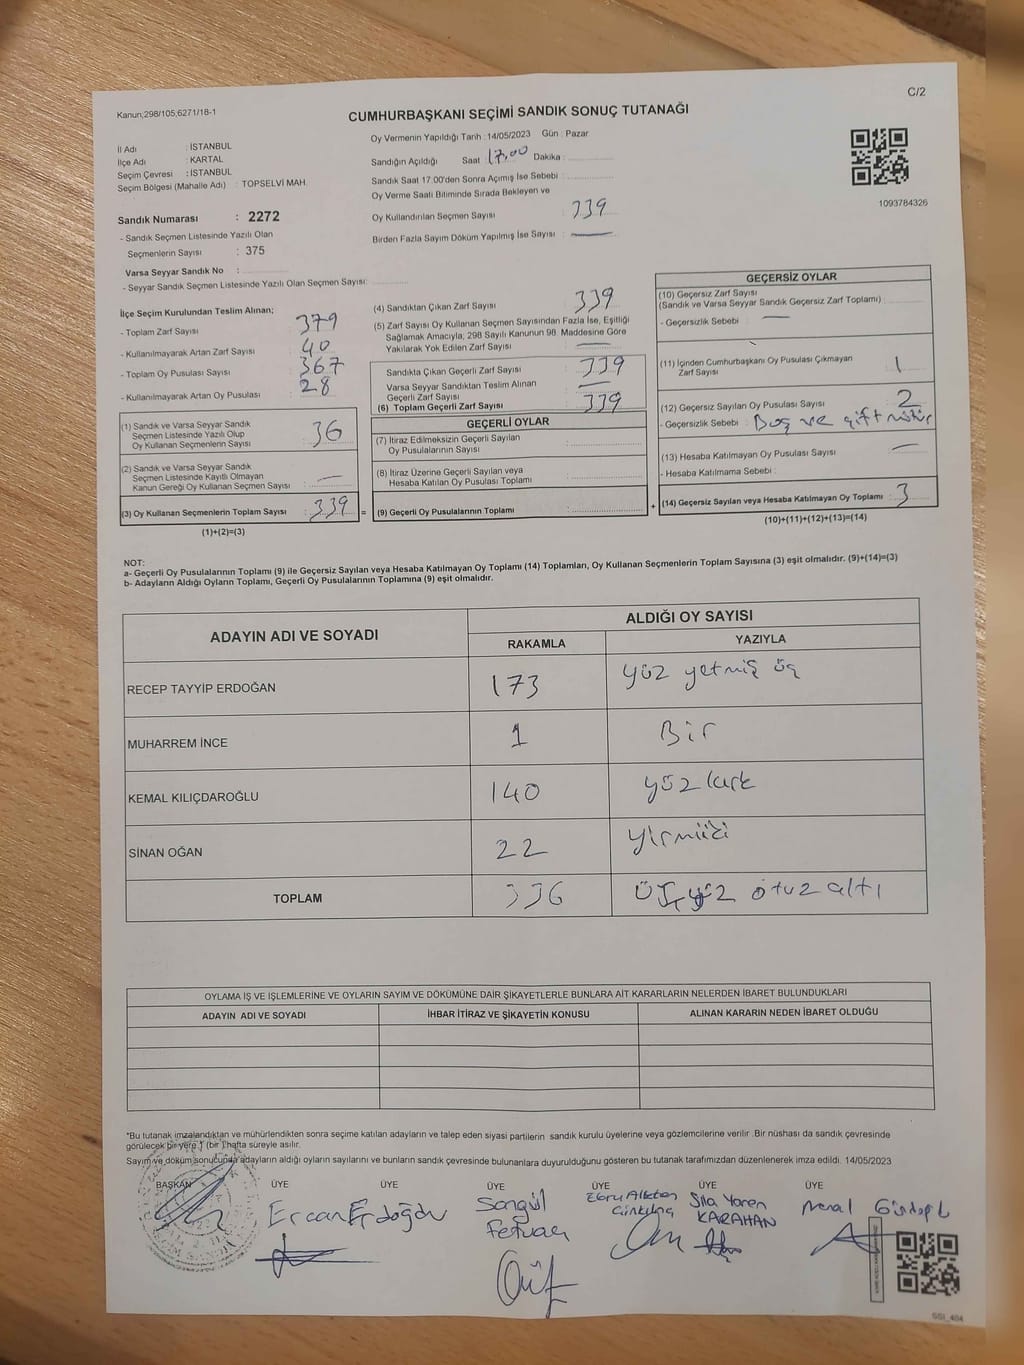 Kanun;298/105,6271/18-1
C/2
CUMHURBAŞKANI SEÇİMİ SANDIK SONUÇ TUTANAĞI
İl Adı : İSTANBUL
İlçe Adı : KARTAL
Seçim Çevresi : İSTANBUL
Seçim Bölgesi (Mahalle Adı) : TOPSELVİ MAH.
Sandık Numarası : 2272
- Sandık Seçmen Listesinde Yazılı Olan
Seçmenlerin Sayısı : 375
Varsa Seyyar Sandık No :
- Seyyar Sandık Seçmen Listesinde Yazılı Olan Seçmen Sayısı:
Oy Vermenin Yapıldığı Tarih : 14/05/2023 Gün : Pazar
Sandığın Açıldığı Saat 17,00 Dakika :
Sandık Saat 17.00'den Sonra Açımış İse Sebebi :
Oy Verme Saati Bitiminde Sırada Bekleyen ve
Oy Kullandırılan Seçmen Sayısı : 339
Birden Fazla Sayım Döküm Yapılmış İse Sayısı : —
1093784326
İlçe Seçim Kurulundan Teslim Alınan;
- Toplam Zarf Sayısı : 379
- Kullanılmayarak Artan Zarf Sayısı : 40
- Toplam Oy Pusulası Sayısı : 367
- Kullanılmayarak Artan Oy Pusulası : 28
(1) Sandık ve Varsa Seyyar Sandık
Seçmen Listesinde Yazılı Olup
Oy Kullanan Seçmenlerin Sayısı : 36
(2) Sandık ve Varsa Seyyar Sandık
Seçmen Listesinde Kayıtlı Olmayan
Kanun Gereği Oy Kullanan Seçmen Sayısı : —
(3) Oy Kullanan Seçmenlerin Toplam Sayısı : 339
(1)+(2)=(3)
(4) Sandıktan Çıkan Zarf Sayısı : 339
(5) Zarf Sayısı Oy Kullanan Seçmen Sayısından Fazla İse, Eşitliği
Sağlamak Amacıyla, 298 Sayılı Kanunun 98. Maddesine Göre
Yakılarak Yok Edilen Zarf Sayısı : —
Sandıkta Çıkan Geçerli Zarf Sayısı : 339
Varsa Seyyar Sandıktan Teslim Alınan
Geçerli Zarf Sayısı : —
(6) Toplam Geçerli Zarf Sayısı : 339
GEÇERLİ OYLAR
(7) İtiraz Edilmeksizin Geçerli Sayılan
Oy Pusulalarının Sayısı :
(8) İtiraz Üzerine Geçerli Sayılan veya
Hesaba Katılan Oy Pusulası Toplamı :
= (9) Geçerli Oy Pusulalarının Toplamı : +
GEÇERSİZ OYLAR
(10) Geçersiz Zarf Sayısı
(Sandık ve Varsa Seyyar Sandık Geçersiz Zarf Toplamı) :
- Geçersizlik Sebebi : —
(11) İçinden Cumhurbaşkanı Oy Pusulası Çıkmayan
Zarf Sayısı : 1
(12) Geçersiz Sayılan Oy Pusulası Sayısı : 2
- Geçersizlik Sebebi : Boş ve çift mühür
(13) Hesaba Katılmayan Oy Pusulası Sayısı : —
- Hesaba Katılmama Sebebi :
(14) Geçersiz Sayılan veya Hesaba Katılmayan Oy Toplamı : 3
(10)+(11)+(12)+(13)=(14)
NOT:
a- Geçerli Oy Pusulalarının Toplamı (9) ile Geçersiz Sayılan veya Hesaba Katılmayan Oy Toplamı (14) Toplamları, Oy Kullanan Seçmenlerin Toplam Sayısına (3) eşit olmalıdır. (9)+(14)=(3)
b- Adayların Aldığı Oyların Toplamı, Geçerli Oy Pusulalarının Toplamına (9) eşit olmalıdır.
ADAYIN ADI VE SOYADI
ALDIĞI OY SAYISI
RAKAMLA YAZIYLA
RECEP TAYYİP ERDOĞAN 173 yüz yetmiş üç
MUHARREM İNCE 1 Bir
KEMAL KILIÇDAROĞLU 140 yüz kırk
SİNAN OĞAN 22 yirmiiki
TOPLAM 336 üçyüz otuz altı
OYLAMA İŞ VE İŞLEMLERİNE VE OYLARIN SAYIM VE DÖKÜMÜNE DAİR ŞİKAYETLERLE BUNLARA AİT KARARLARIN NELERDEN İBARET BULUNDUKLARI
ADAYIN ADI VE SOYADI İHBAR İTİRAZ VE ŞİKAYETİN KONUSU ALINAN KARARIN NEDEN İBARET OLDUĞU
"Bu tutanak imzalandıktan ve mühürlendikten sonra seçime katılan adayların ve talep eden siyasi partilerin sandık kurulu üyelerine veya gözlemcilerine verilir .Bir nüshası da sandık çevresinde
görülecek bir yere 1 (bir) hafta süreyle asılır.
Sayım ve döküm sonucunda adayların aldığı oyların sayılarını ve bunların sandık çevresinde bulunanlara duyurulduğunu gösteren bu tutanak tarafımızdan düzenlenerek imza edildi. 14/05/2023
BAŞKAN ÜYE ÜYE ÜYE ÜYE ÜYE ÜYE
Ercan Erdoğdu
Songül
Ebru
Sıla Yaren
KARAHAN
SSI_404